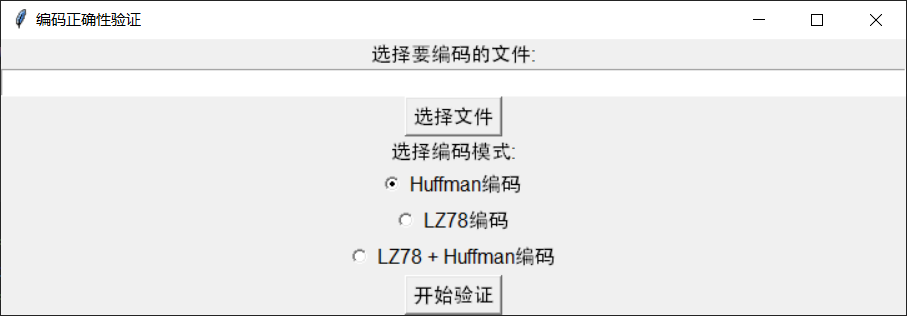 编码正确性验证
选择要编码的文件:
选择文件
选择编码模式:
Huffman编码
LZ78编码
LZ78 + Huffman编码
开始验证